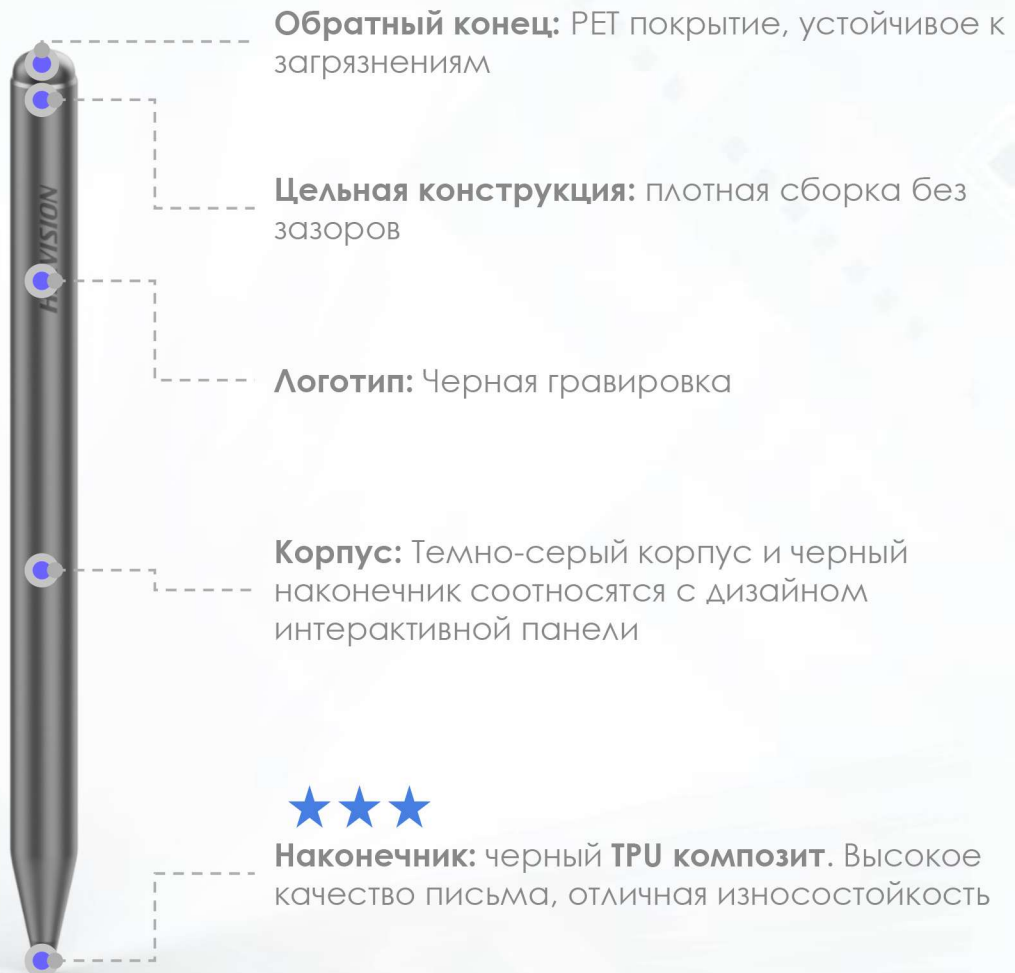 Обратный конец: PET покрытие, устойчивое к
загрязнениям
Цельная конструкция: плотная сборка без
зазоров
Логотип: Черная гравировка
Корпус: Темно-серый корпус и черный
наконечник соотносятся с дизайном
интерактивной панели
Наконечник: черный TPU композит. Высокое
качество письма, отличная износостойкость